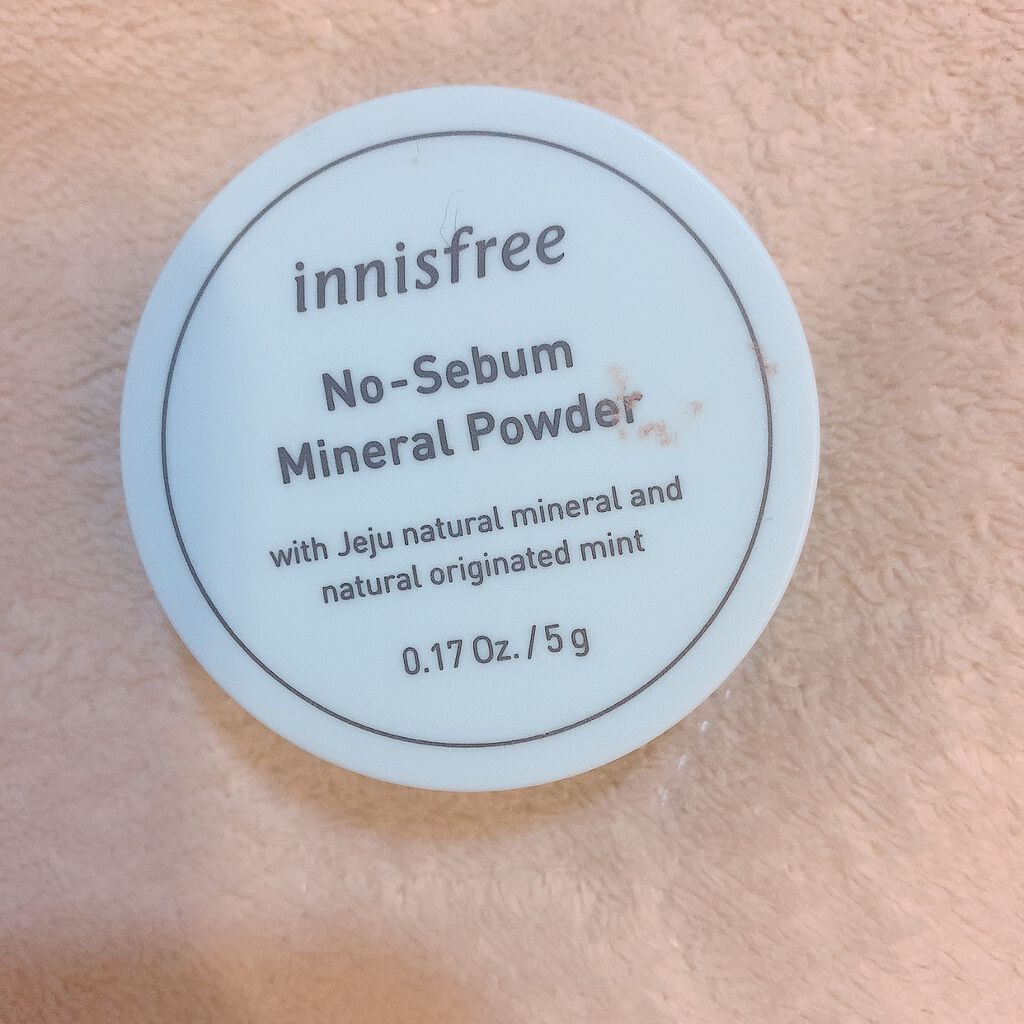 innisfree
No-Sebum
Mineral Powder
with Jeju natural mineral and
natural originated mint
0.17 Oz. / 5 g